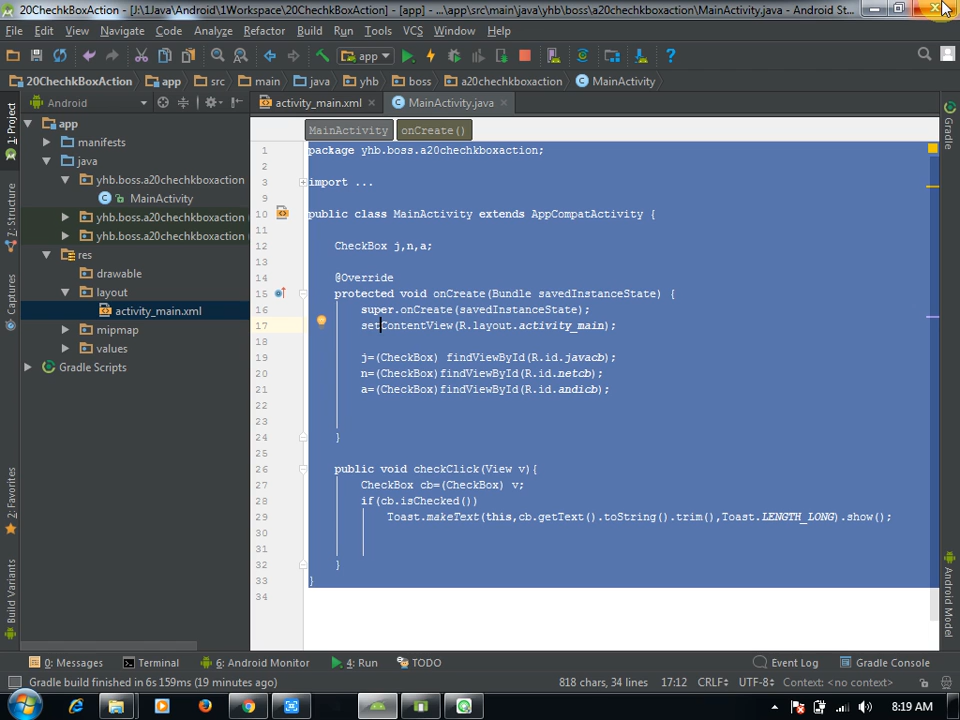 20ChechkBoxAction - [J:\1Java\Android\1Workspace\20ChechkBoxAction] - [app] - ...\app\src\main\java\yhb\boss\a20chechkboxaction\MainActivity.java - Android St...
File Edit View Navigate Code Analyze Refactor Build Run Tools VCS Window Help
app
20ChechkBoxAction app src main java yhb boss a20chechkboxaction MainActivity
Android
activity_main.xml MainActivity.java
MainActivity onCreate()
app
manifests
java
yhb.boss.a20chechkboxaction
MainActivity
yhb.boss.a20chechkboxaction
yhb.boss.a20chechkboxaction
res
drawable
layout
activity_main.xml
mipmap
values
Gradle Scripts
1: Project
7: Structure
Captures
2: Favorites
Build Variants
1 package yhb.boss.a20chechkboxaction;
2
3 import ...
9
10 public class MainActivity extends AppCompatActivity {
11
12 CheckBox j,n,a;
13
14 @Override
15 protected void onCreate(Bundle savedInstanceState) {
16 super.onCreate(savedInstanceState);
17 setContentView(R.layout.activity_main);
18
19 j=(CheckBox) findViewById(R.id.javacb);
20 n=(CheckBox)findViewById(R.id.netcb);
21 a=(CheckBox)findViewById(R.id.andicb);
22
23
24 }
25
26 public void checkClick(View v){
27 CheckBox cb=(CheckBox) v;
28 if(cb.isChecked())
29 Toast.makeText(this,cb.getText().toString().trim(),Toast.LENGTH_LONG).show();
30
31
32 }
33 }
34
Gradle
Android Model
0: Messages Terminal 6: Android Monitor 4: Run TODO Event Log Gradle Console
Gradle build finished in 6s 159ms (19 minutes ago) 818 chars, 34 lines 17:12 CRLF÷ UTF-8÷ Context: <no context>
8:19 AM